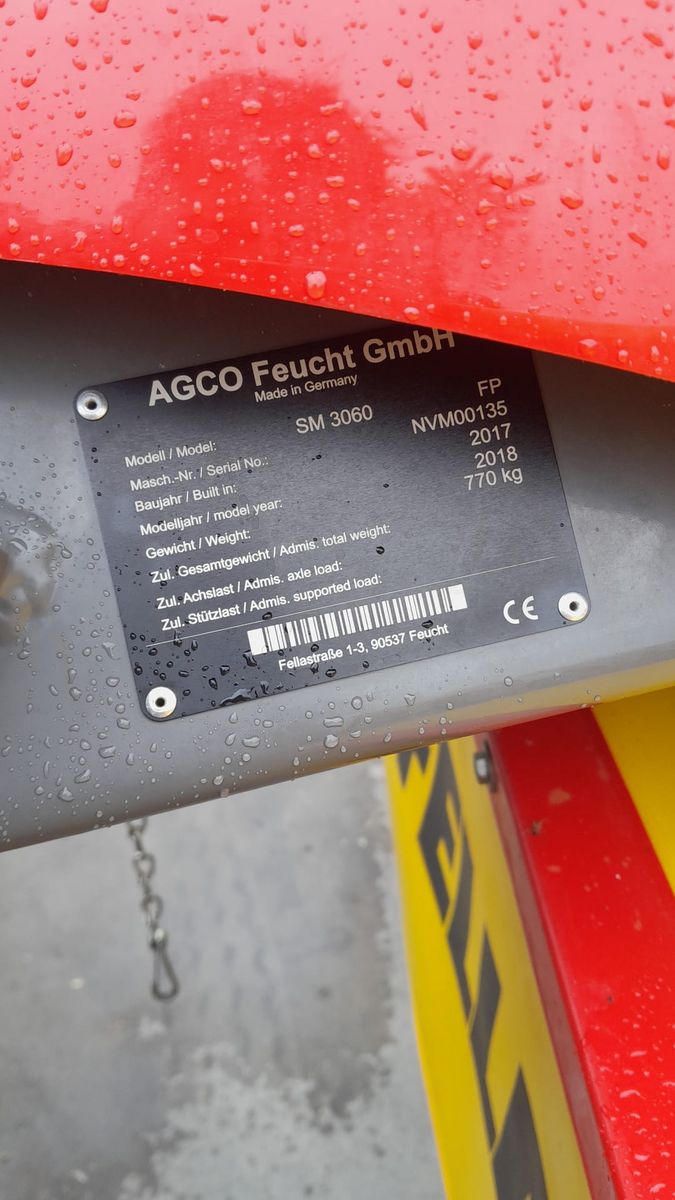 AGCO Feucht GmbH
Made in Germany
Modell / Model: SM 3060 FP
Masch.-Nr. / Serial No.: NVM00135
Baujahr / Built in: 2017
Modelljahr / model year: 2018
Gewicht / Weight: 770 kg
Zul. Gesamtgewicht / Admis. total weight:
Zul. Achslast / Admis. axle load:
Zul. Stützlast / Admis. supported load:
CE
Fellastraße 1-3, 90537 Feucht